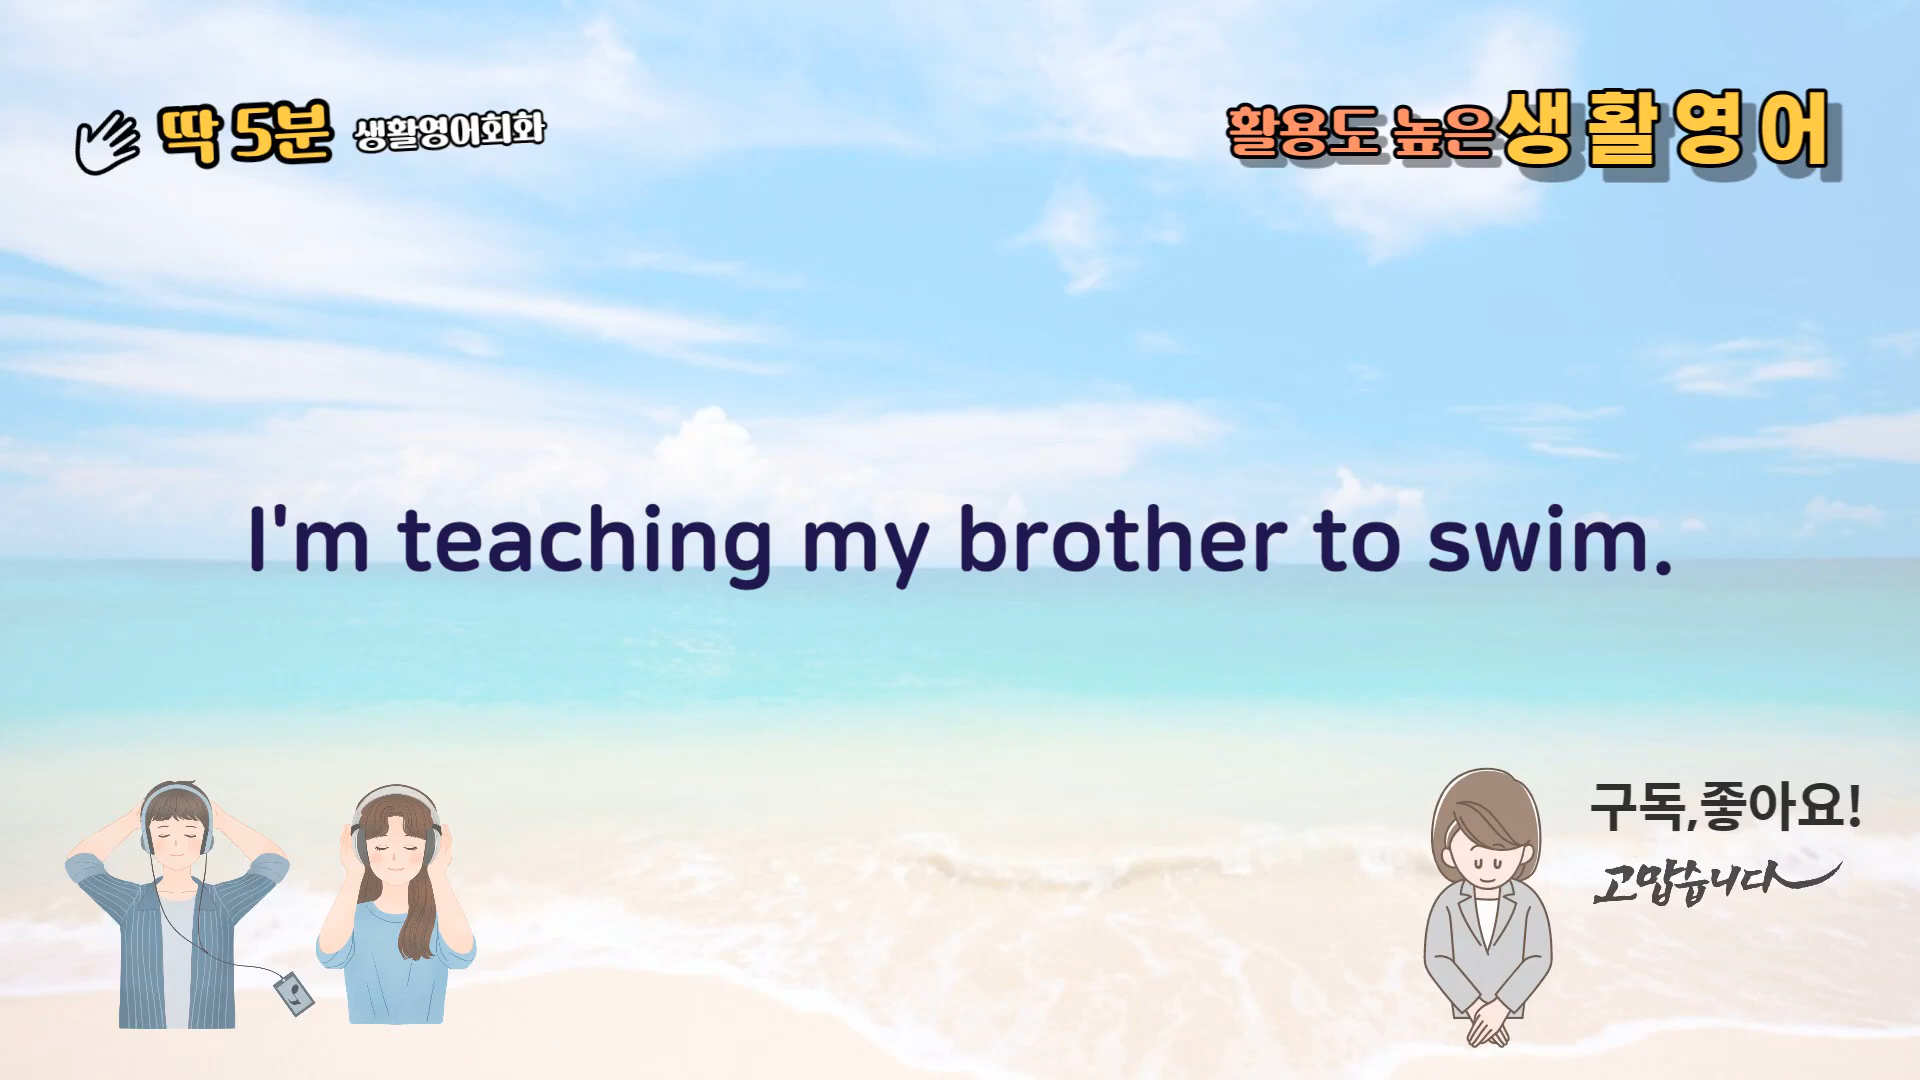 딱 5분 생활영어회화
활용도 높은 생활영어
I'm teaching my brother to swim.
구독,좋아요!
고맙습니다